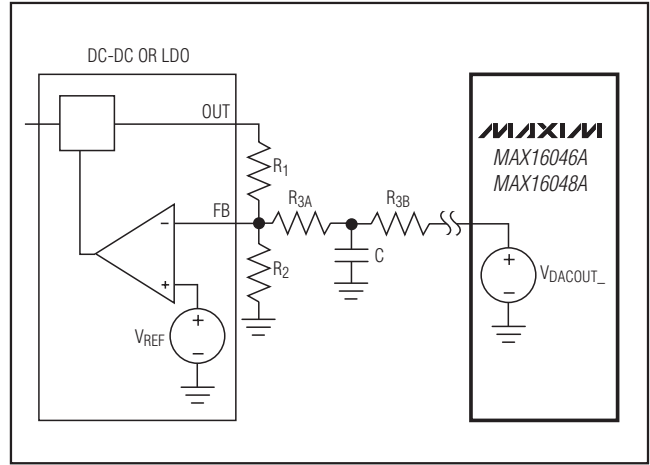 DC-DC OR LDO
OUT
R1
FB
R3A
R3B
R2
C
+
−
VREF
+
−
MAXIM
MAX16046A
MAX16048A
+
−
VDACOUT_